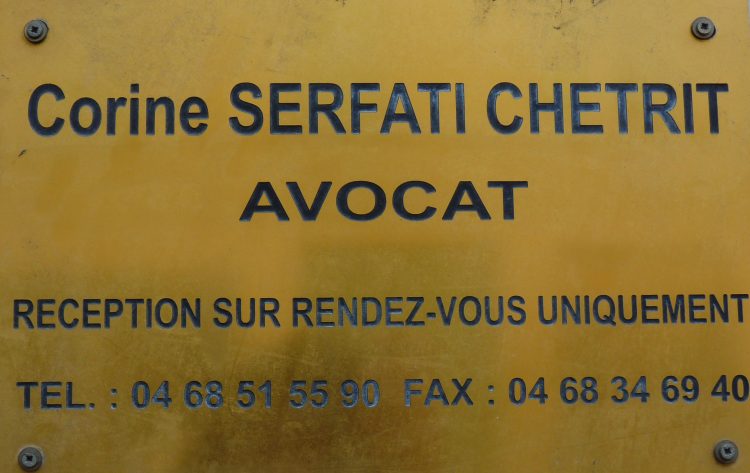 Corine SERFATI CHETRIT
AVOCAT
RECEPTION SUR RENDEZ-VOUS UNIQUEMENT
TEL. : 04 68 51 55 90 FAX : 04 68 34 69 40